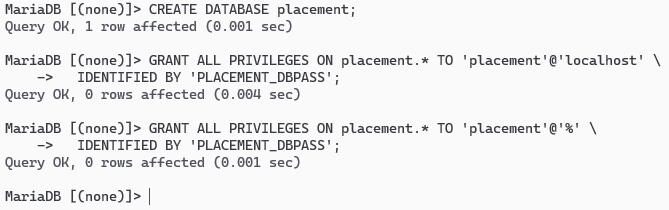 MariaDB [(none)]> CREATE DATABASE placement;
Query OK, 1 row affected (0.001 sec)
MariaDB [(none)]> GRANT ALL PRIVILEGES ON placement.* TO 'placement'@'localhost' \
    ->   IDENTIFIED BY 'PLACEMENT_DBPASS';
Query OK, 0 rows affected (0.004 sec)
MariaDB [(none)]> GRANT ALL PRIVILEGES ON placement.* TO 'placement'@'%' \
    ->   IDENTIFIED BY 'PLACEMENT_DBPASS';
Query OK, 0 rows affected (0.001 sec)
MariaDB [(none)]>